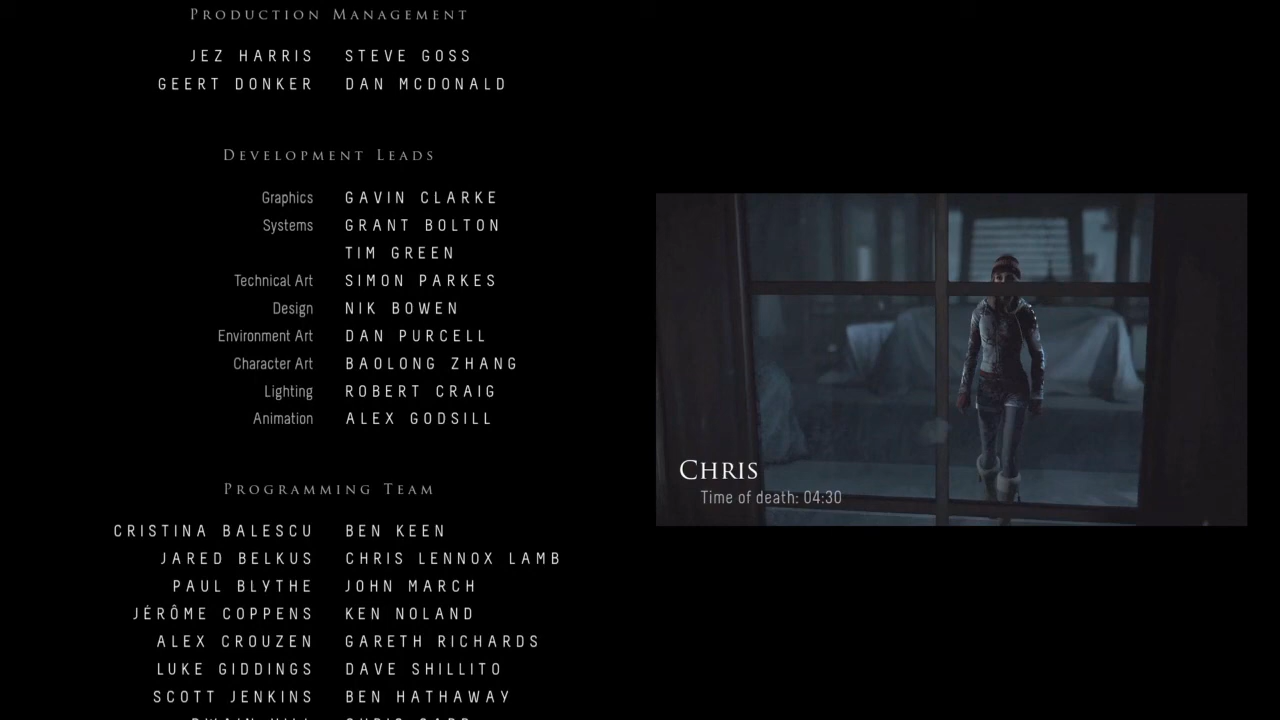 Production Management
JEZ HARRIS STEVE GOSS
GEERT DONKER DAN MCDONALD
Development Leads
Graphics GAVIN CLARKE
Systems GRANT BOLTON
TIM GREEN
Technical Art SIMON PARKES
Design NIK BOWEN
Environment Art DAN PURCELL
Character Art BAOLONG ZHANG
Lighting ROBERT CRAIG
Animation ALEX GODSILL
Programming Team
CRISTINA BALESCU BEN KEEN
JARED BELKUS CHRIS LENNOX LAMB
PAUL BLYTHE JOHN MARCH
JÉRÔME COPPENS KEN NOLAND
ALEX CROUZEN GARETH RICHARDS
LUKE GIDDINGS DAVE SHILLITO
SCOTT JENKINS BEN HATHAWAY
Chris
Time of death: 04:30